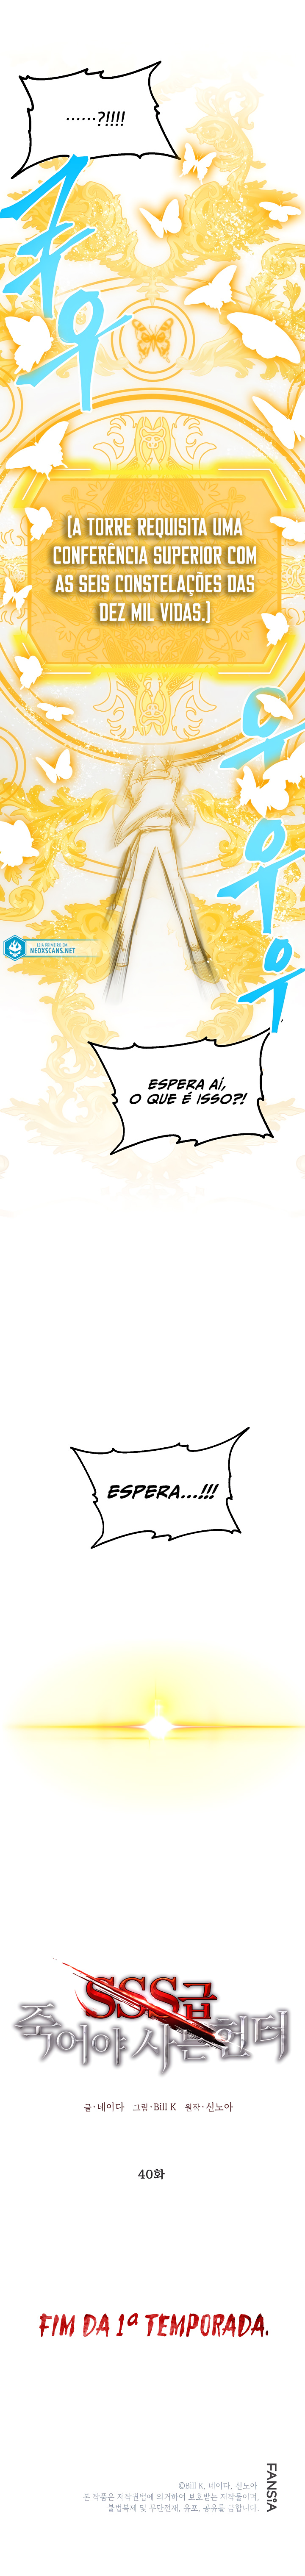 ......?!!!!
구우
[A TORRE REQUISITA UMA
CONFERÊNCIA SUPERIOR COM
AS SEIS CONSTELAÇÕES DAS
DEZ MIL VIDAS.]
우우우
LEIA PRIMEIRO EM
NEOXSCANS.NET
ESPERA AÍ,
O QUE É ISSO?!
ESPERA...!!!
SSS급
죽어야 사는 헌터
글·네이다 그림·Bill K 원작·신노아
40화
FIM DA 1ª TEMPORADA.
FANSIA
©Bill K, 네이다, 신노아
본 작품은 저작권법에 의거하여 보호받는 저작물이며,
불법복제 및 무단전재, 유포, 공유를 금합니다.